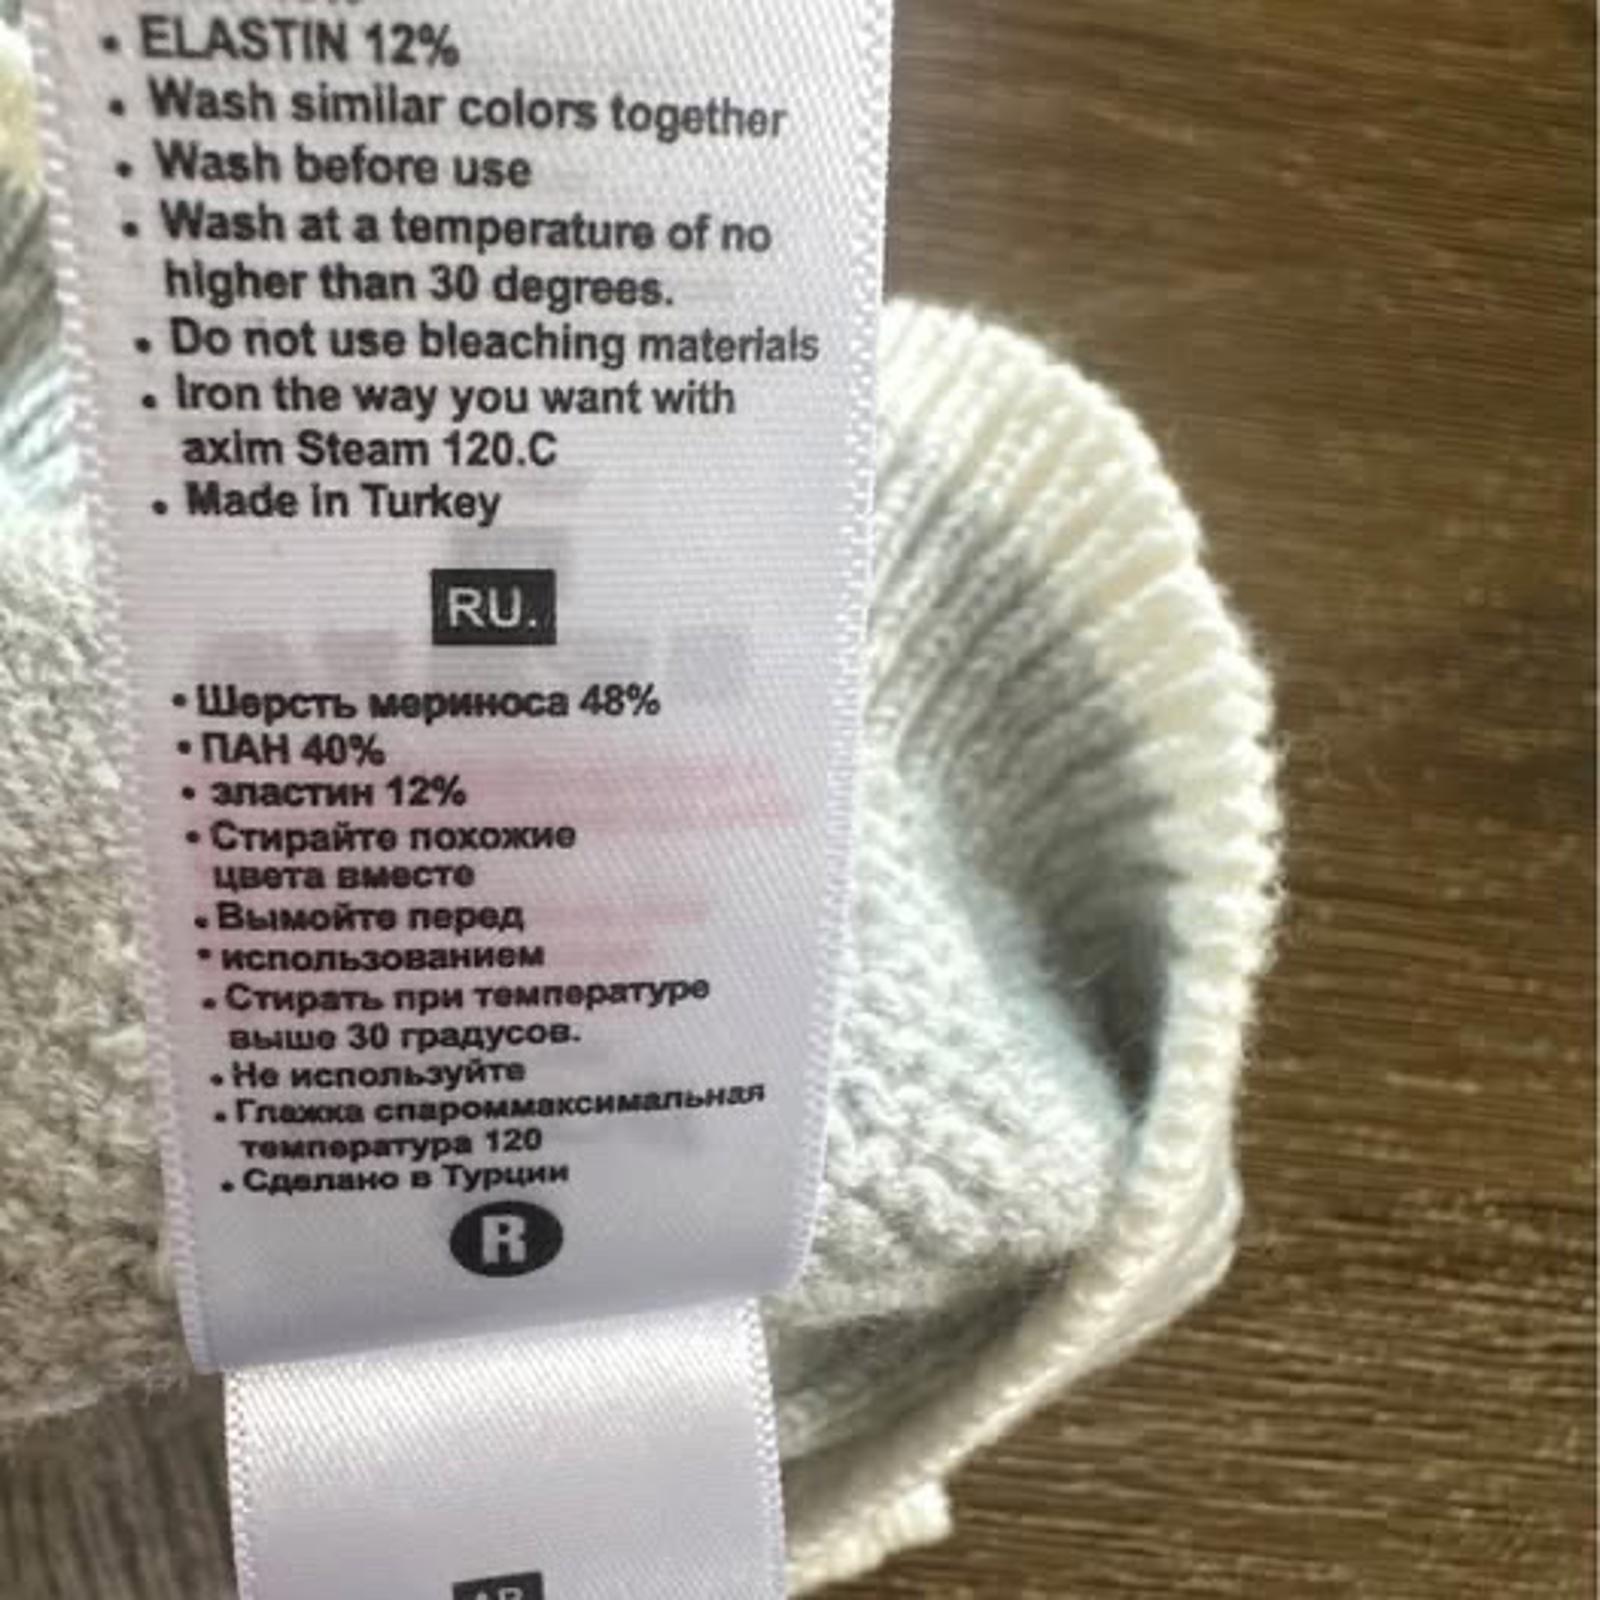 • ELASTIN 12%
• Wash similar colors together
• Wash before use
• Wash at a temperature of no
higher than 30 degrees.
• Do not use bleaching materials
• Iron the way you want with
axim Steam 120.C
• Made in Turkey
RU.
• Шерсть мериноса 48%
• ПАН 40%
• эластин 12%
• Стирайте похожие
цвета вместе
• Вымойте перед
• использованием
• Стирать при температуре
выше 30 градусов.
• Не используйте
• Глажка спароммаксимальная
температура 120
• Сделано в Турции
R